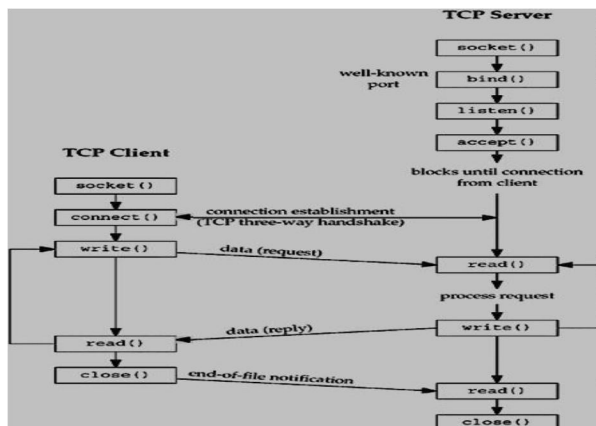 TCP Server
socket()
well-known
port
bind()
listen()
accept()
TCP Client
blocks until connection
from client
socket()
connect()
connection establishment
(TCP three-way handshake)
write()
data (request)
read()
process request
data (reply)
write()
read()
close()
end-of-file notification
read()
close()